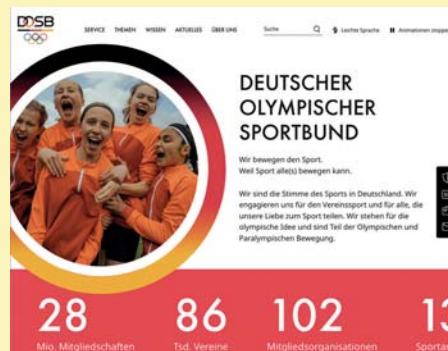 DOSB
SERVICE THEMEN WISSEN AKTUELLES ÜBER UNS Suche Leichte Sprache Animationen stoppen
DEUTSCHER
OLYMPISCHER
SPORTBUND
Wir bewegen den Sport.
Weil Sport alle(s) bewegen kann.
Wir sind die Stimme des Sports in Deutschland. Wir
engagieren uns für den Vereinssport und für alle, die
unsere Liebe zum Sport teilen. Wir stehen für die
olympische Idee und sind Teil der Olympischen und
Paralympischen Bewegung.
28 86 102
Mio. Mitgliedschaften Tsd. Vereine Mitgliedsorganisationen